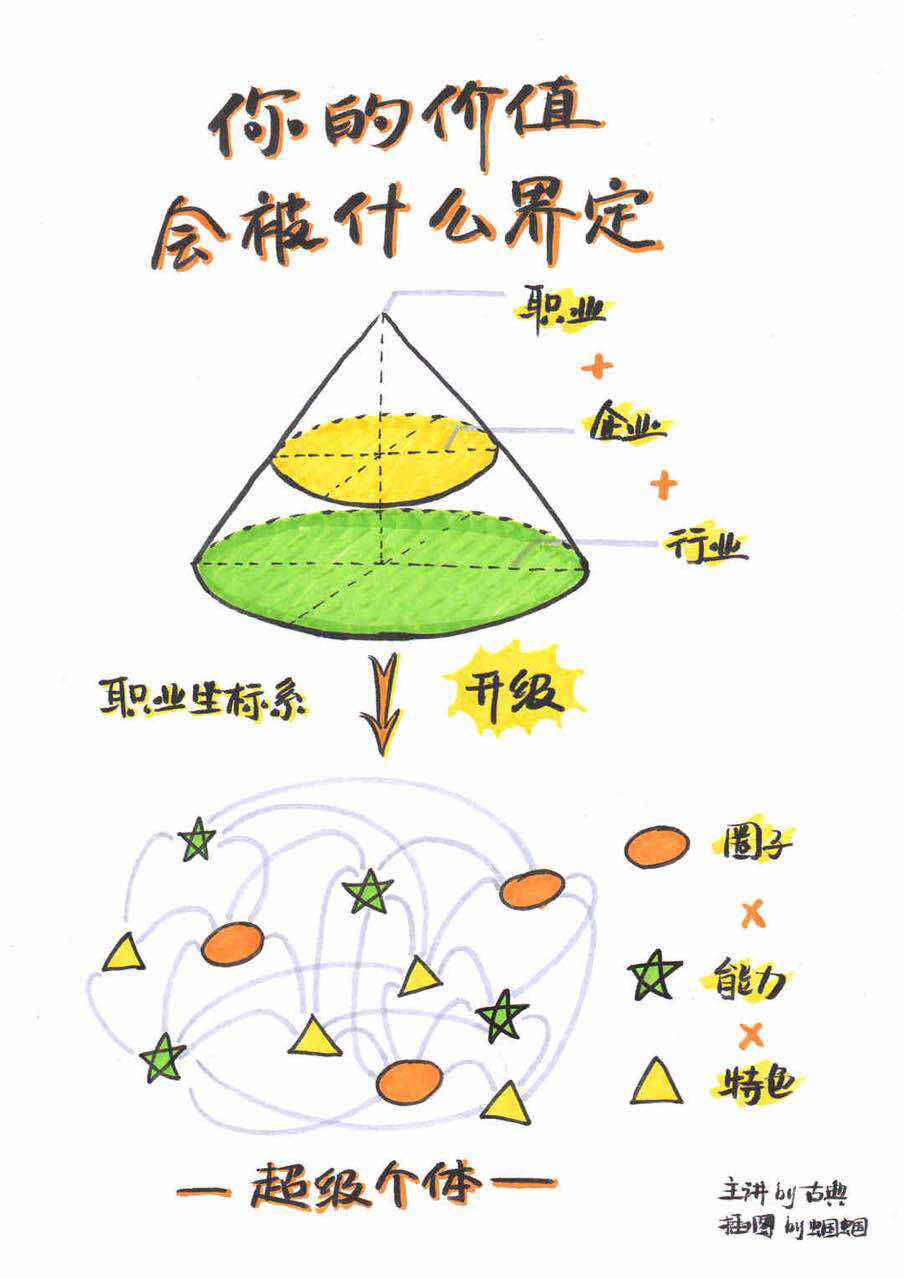 你的价值
会被什么界定
职业
+
企业
+
行业
职业坐标系
升级
圈子
x
能力
x
特色
—超级个体—
主讲 by 古典
插图 by 蝈蝈